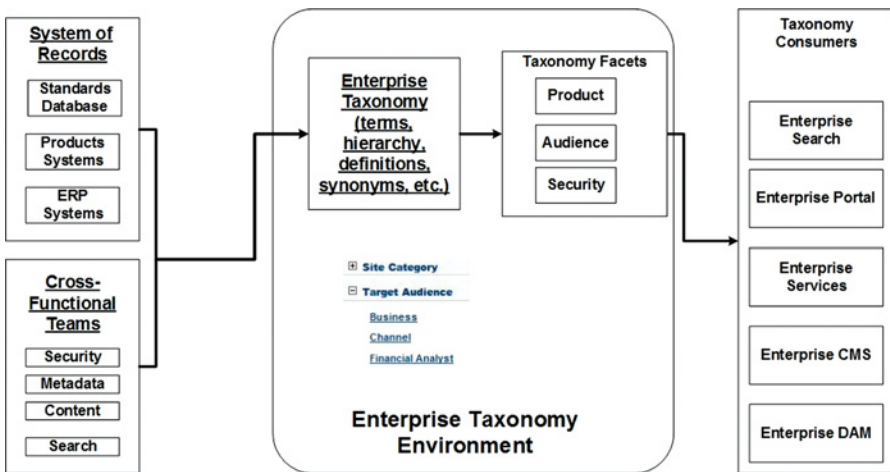 System of
Records
Standards
Database
Products
Systems
ERP
Systems
Cross-
Functional
Teams
Security
Metadata
Content
Search
Enterprise
Taxonomy
(terms,
hierarchy,
definitions,
synonyms, etc.)
Taxonomy Facets
Product
Audience
Security
Site Category
Target Audience
Business
Channel
Financial Analyst
Enterprise Taxonomy
Environment
Taxonomy
Consumers
Enterprise
Search
Enterprise Portal
Enterprise
Services
Enterprise CMS
Enterprise DAM